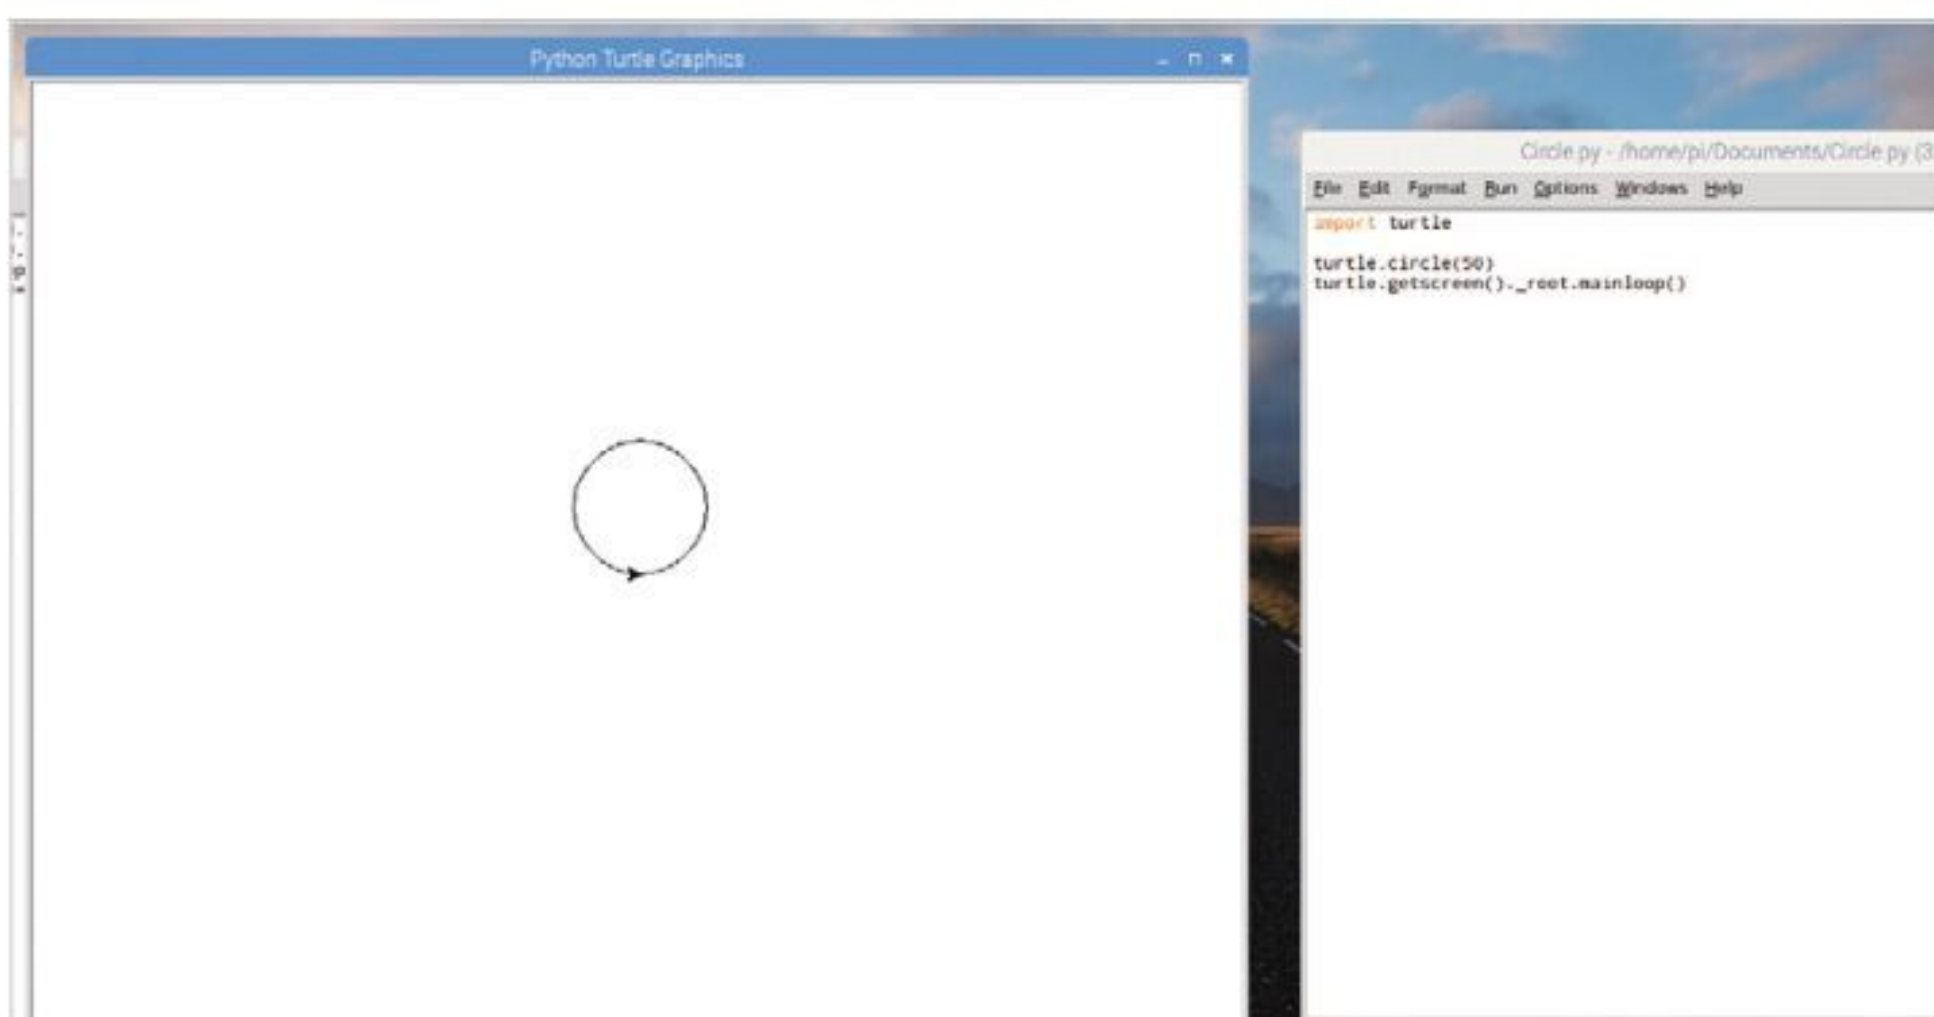 Python Turtle Graphics
Circle.py - /home/pi/Documents/Circle.py (3
File Edit Format Run Options Windows Help
import turtle
turtle.circle(50)
turtle.getscreen()._root.mainloop()